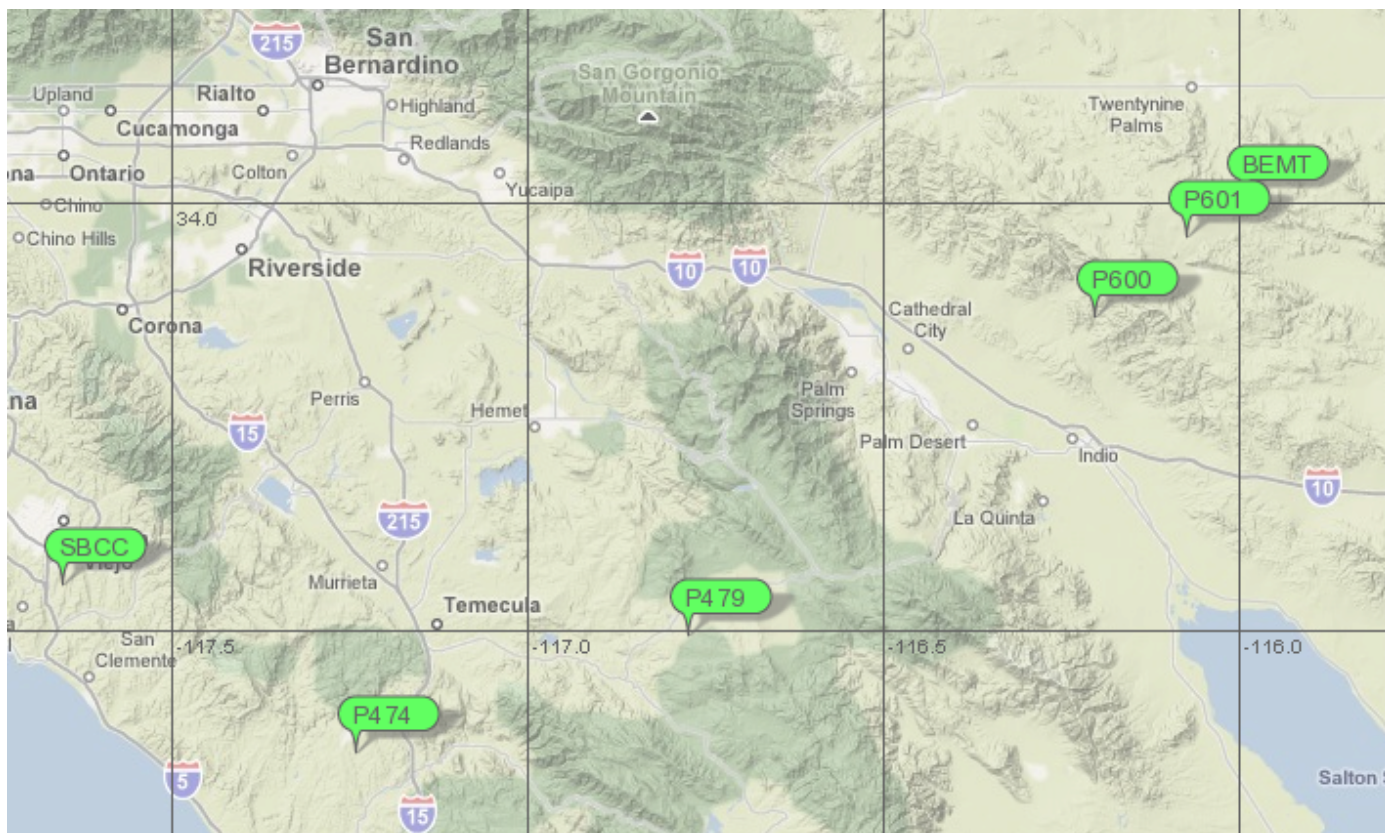 San
Bernardino
215
San Gorgonio
Mountain
Upland
Rialto
Highland
Twentynine
Palms
Cucamonga
Redlands
Ontario
Colton
Yucaipa
BEMT
P601
Chino
34.0
Chino Hills
Riverside
10
10
P600
Corona
Cathedral
City
Perris
Palm
Springs
Hemet
15
Palm Desert
Indio
10
215
La Quinta
SBCC
Viejo
Murrieta
Temecula
P479
San
Clemente
-117.5
-117.0
-116.5
-116.0
P474
5
15
Salton